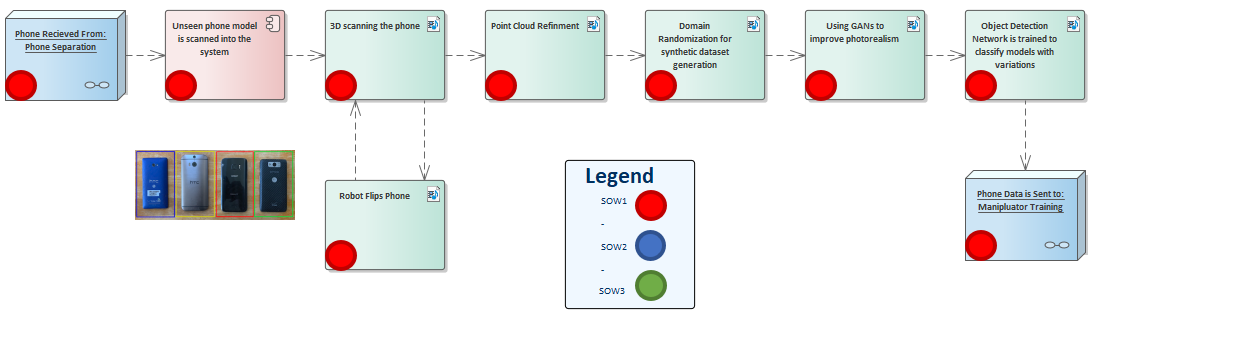 Phone Recieved From:
Phone Separation
Unseen phone model
is scanned into the
system
3D scanning the phone
Point Cloud Refinment
Domain
Randomization for
synthetic dataset
generation
Using GANs to
improve photorealism
Object Detection
Network is trained to
classify models with
variations
Robot Flips Phone
Legend
SOW1
-
SOW2
-
SOW3
Phone Data is Sent to:
Manipluator Training